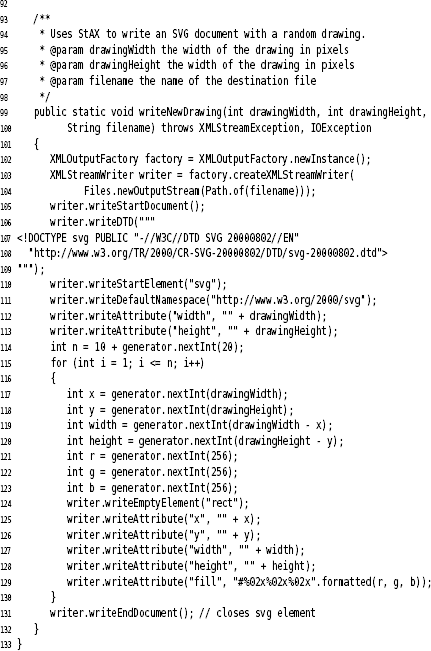 92
93 /**
94 * Uses StAX to write an SVG document with a random drawing.
95 * @param drawingWidth the width of the drawing in pixels
96 * @param drawingHeight the width of the drawing in pixels
97 * @param filename the name of the destination file
98 */
99 public static void writeNewDrawing(int drawingWidth, int drawingHeight,
100 String filename) throws XMLStreamException, IOException
101 {
102 XMLOutputFactory factory = XMLOutputFactory.newInstance();
103 XMLStreamWriter writer = factory.createXMLStreamWriter(
104 Files.newOutputStream(Path.of(filename)));
105 writer.writeStartDocument();
106 writer.writeDTD("""
107 <!DOCTYPE svg PUBLIC "-//W3C//DTD SVG 20000802//EN"
108 "http://www.w3.org/TR/2000/CR-SVG-20000802/DTD/svg-20000802.dtd">
109 """);
110 writer.writeStartElement("svg");
111 writer.writeDefaultNamespace("http://www.w3.org/2000/svg");
112 writer.writeAttribute("width", "" + drawingWidth);
113 writer.writeAttribute("height", "" + drawingHeight);
114 int n = 10 + generator.nextInt(20);
115 for (int i = 1; i <= n; i++)
116 {
117 int x = generator.nextInt(drawingWidth);
118 int y = generator.nextInt(drawingHeight);
119 int width = generator.nextInt(drawingWidth - x);
120 int height = generator.nextInt(drawingHeight - y);
121 int r = generator.nextInt(256);
122 int g = generator.nextInt(256);
123 int b = generator.nextInt(256);
124 writer.writeEmptyElement("rect");
125 writer.writeAttribute("x", "" + x);
126 writer.writeAttribute("y", "" + y);
127 writer.writeAttribute("width", "" + width);
128 writer.writeAttribute("height", "" + height);
129 writer.writeAttribute("fill", "#%02x%02x%02x".formatted(r, g, b));
130 }
131 writer.writeEndDocument(); // closes svg element
132 }
133 }